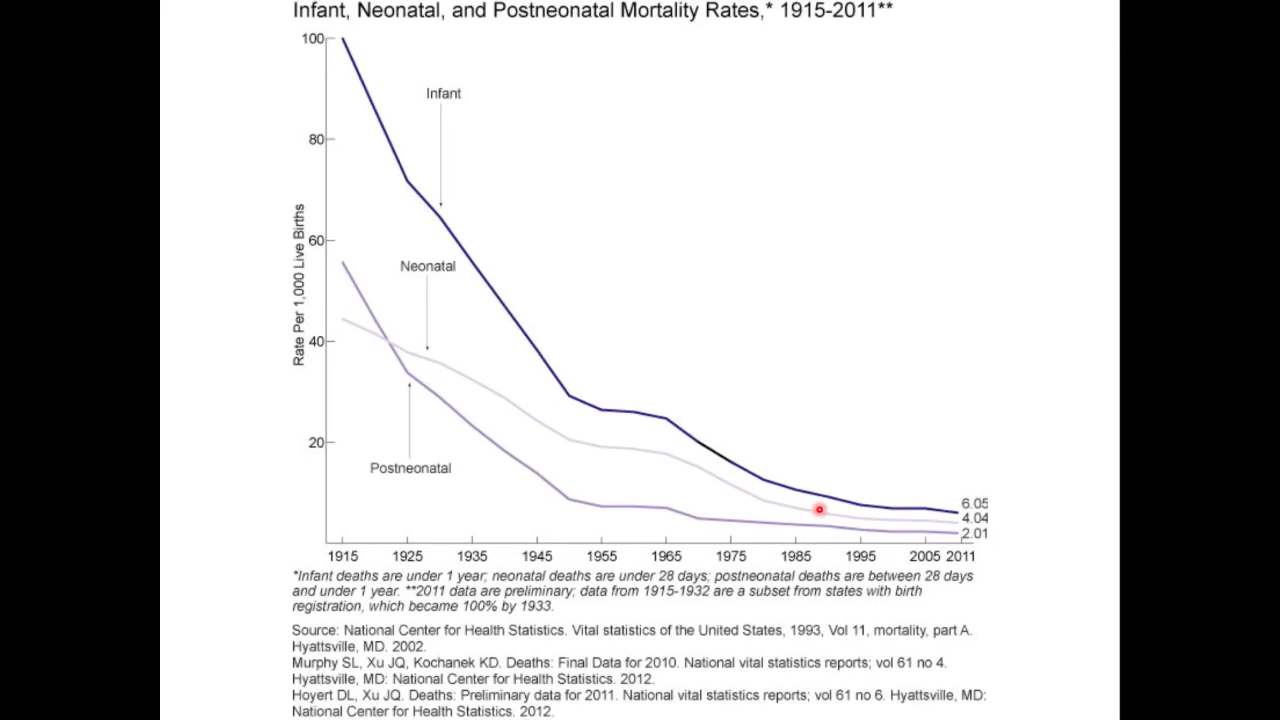 Infant, Neonatal, and Postneonatal Mortality Rates,* 1915-2011**
100
Infant
80
Rate Per 1,000 Live Births
60
Neonatal
40
20
Postneonatal
6.05
4.04
2.01
1915 1925 1935 1945 1955 1965 1975 1985 1995 2005 2011
*Infant deaths are under 1 year; neonatal deaths are under 28 days; postneonatal deaths are between 28 days
and under 1 year. **2011 data are preliminary; data from 1915-1932 are a subset from states with birth
registration, which became 100% by 1933.
Source: National Center for Health Statistics. Vital statistics of the United States, 1993, Vol 11, mortality, part A.
Hyattsville, MD. 2002.
Murphy SL, Xu JQ, Kochanek KD. Deaths: Final Data for 2010. National vital statistics reports; vol 61 no 4.
Hyattsville, MD: National Center for Health Statistics. 2012.
Hoyert DL, Xu JQ. Deaths: Preliminary data for 2011. National vital statistics reports; vol 61 no 6. Hyattsville, MD:
National Center for Health Statistics. 2012.